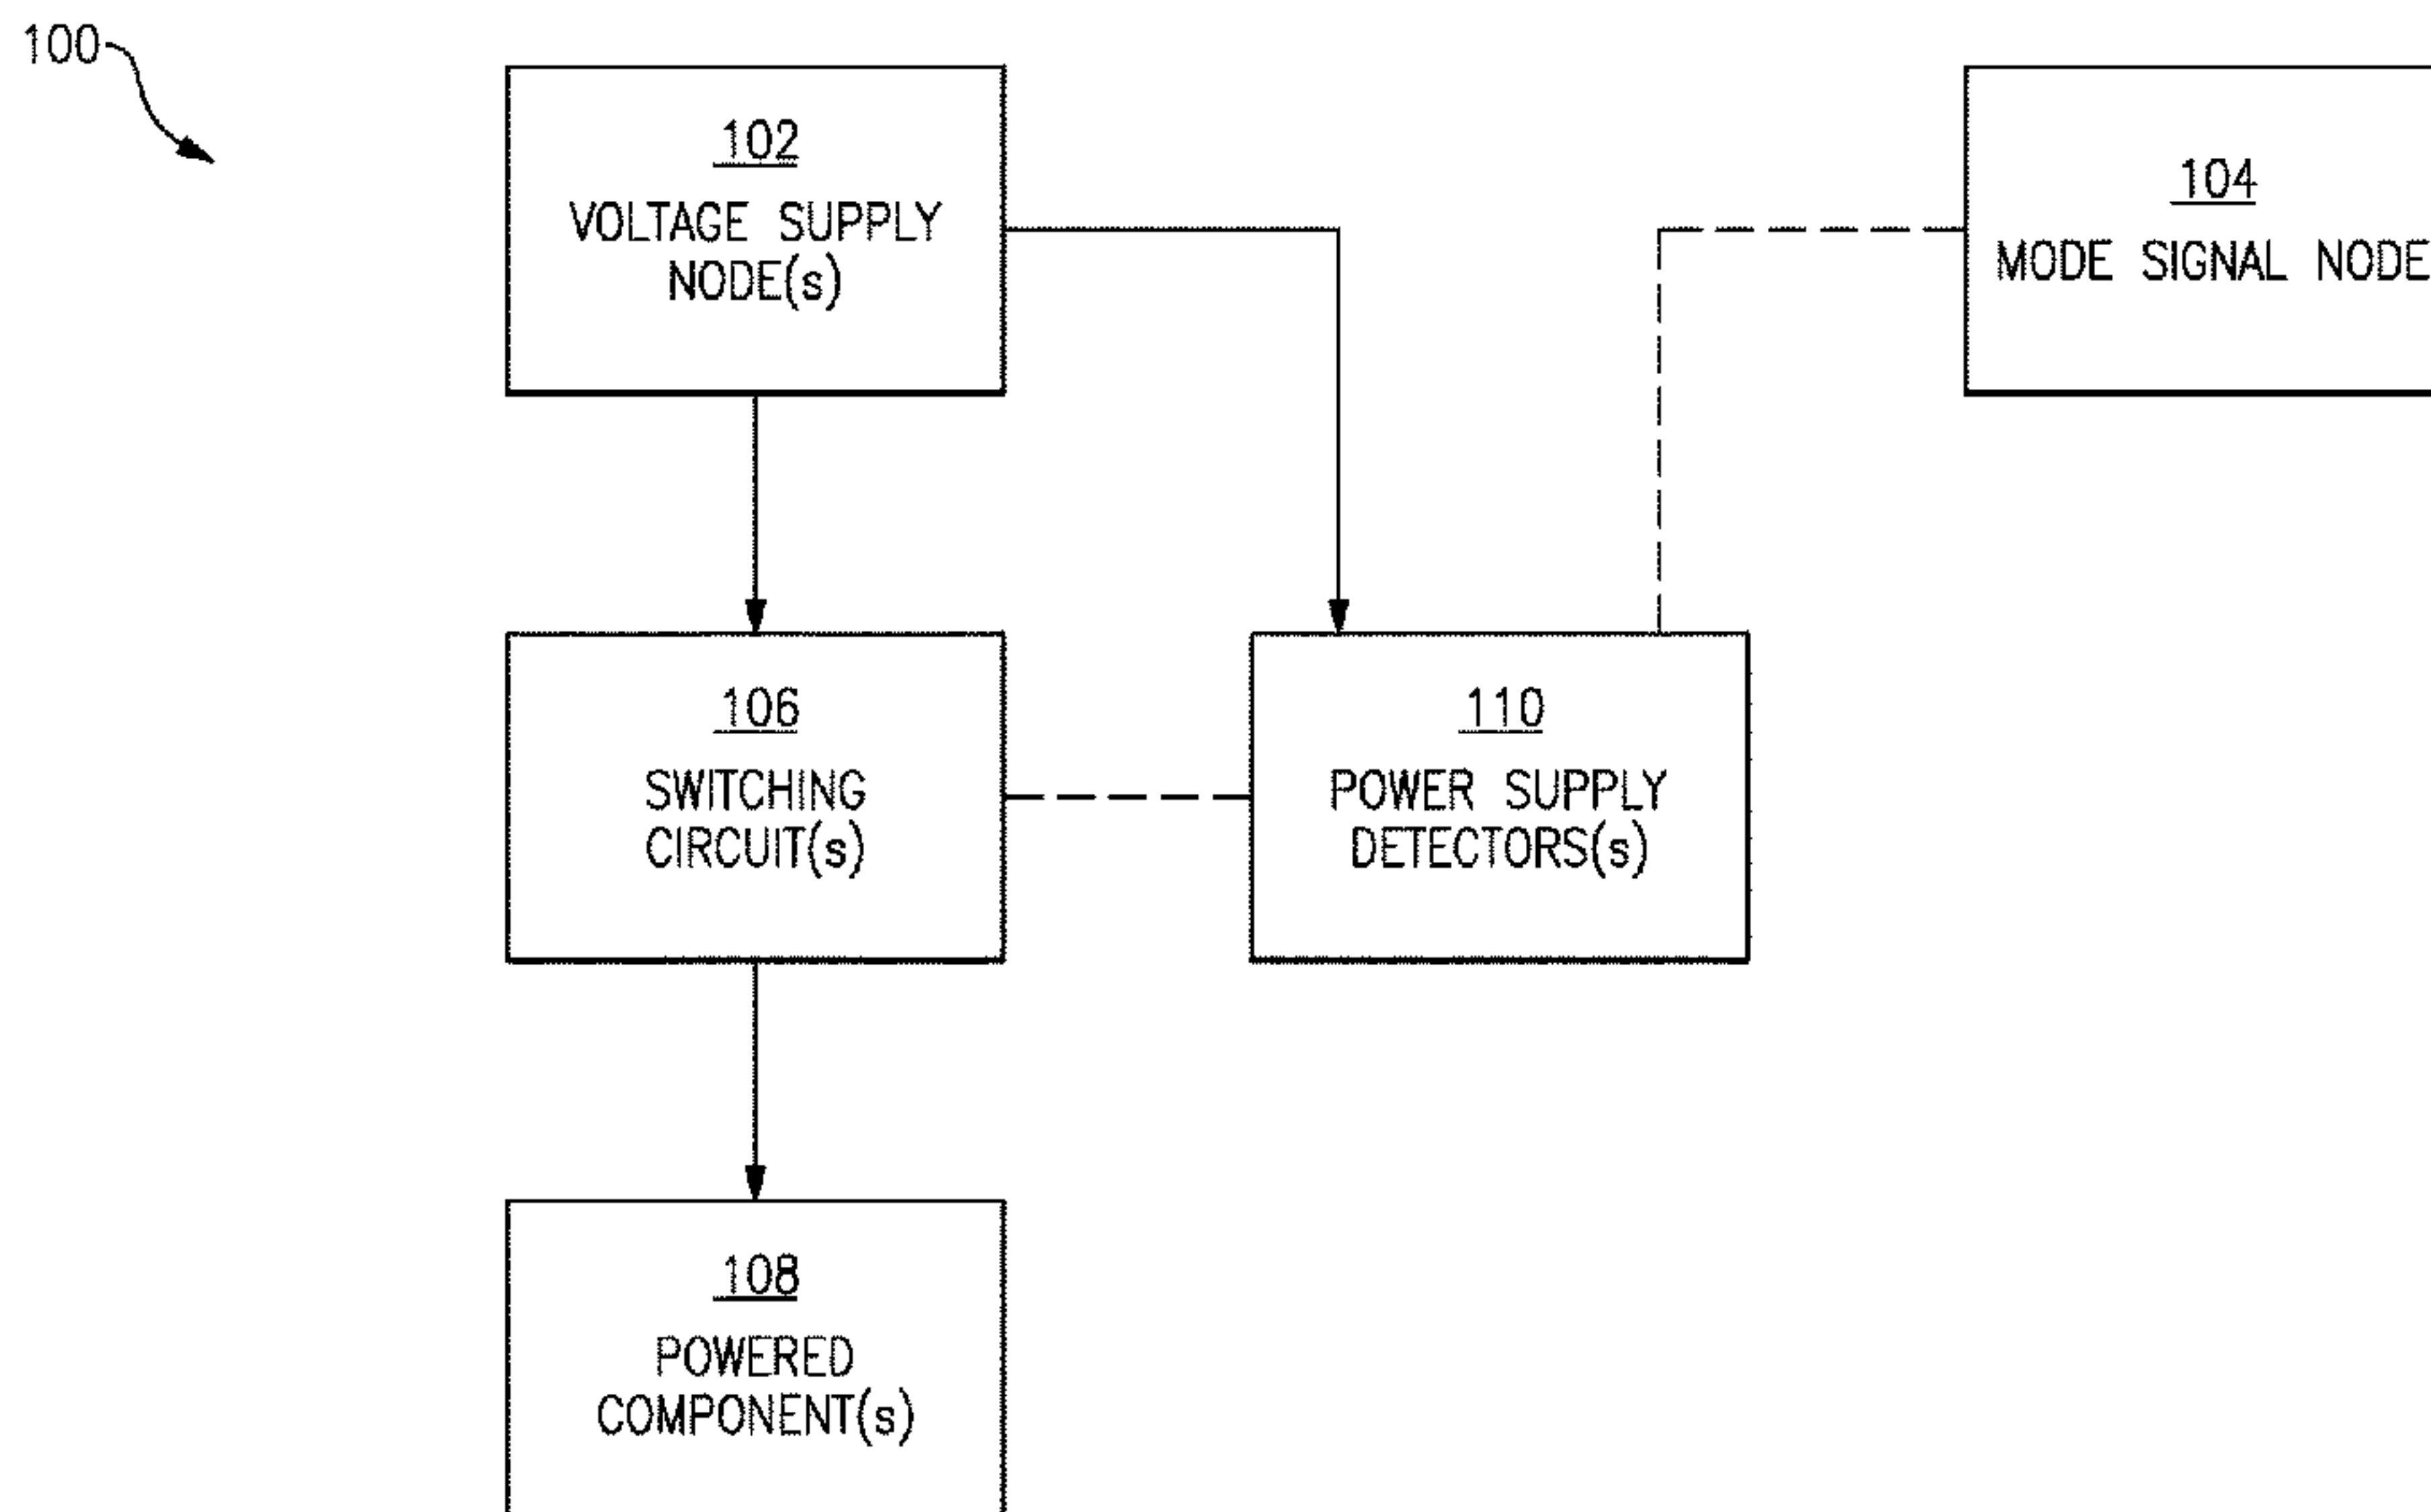 100
102
VOLTAGE SUPPLY
NODE(s)
104
MODE SIGNAL NODE
106
SWITCHING
CIRCUIT(s)
110
POWER SUPPLY
DETECTORS(s)
108
POWERED
COMPONENT(s)